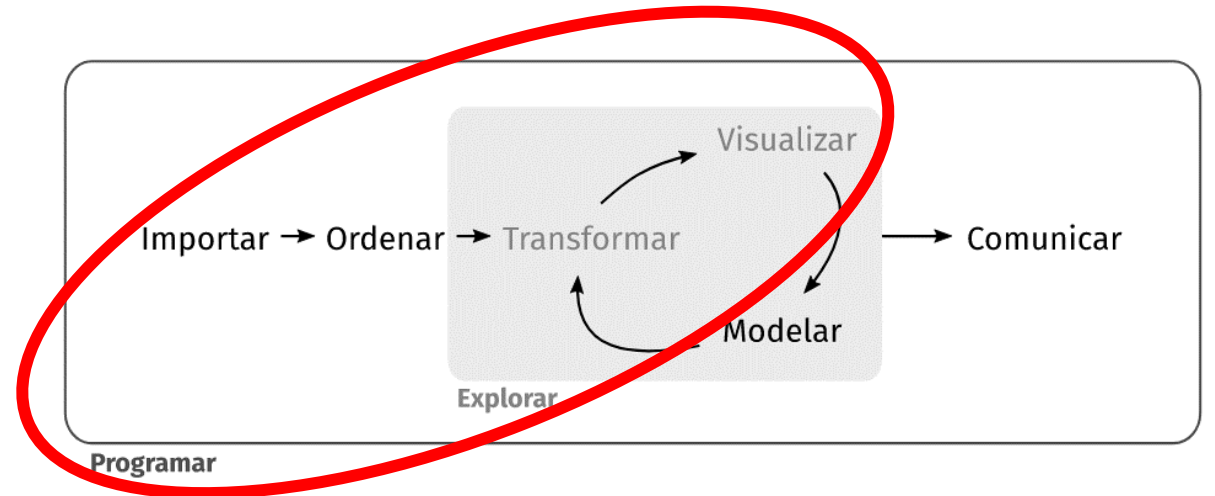 Visualizar
Importar → Ordenar → Transformar → Comunicar
Modelar
Explorar
Programar